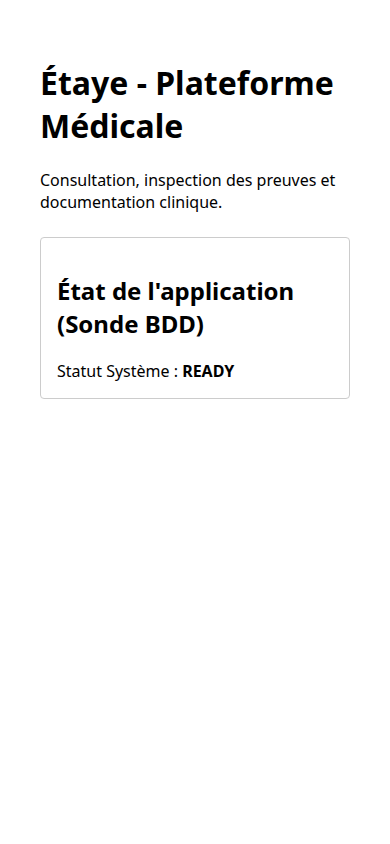 Étaye - Plateforme
Médicale
Consultation, inspection des preuves et
documentation clinique.
État de l'application
(Sonde BDD)
Statut Système : READY